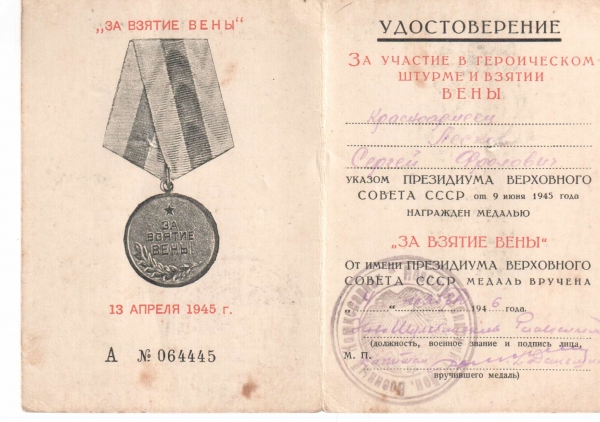 „ЗА ВЗЯТИЕ ВЕНЫ"
ЗА
ВЗЯТИЕ
ВЕНЫ
13 АПРЕЛЯ 1945 г.
А № 064445
УДОСТОВЕРЕНИЕ
ЗА УЧАСТИЕ В ГЕРОИЧЕСКОМ
ШТУРМЕ И ВЗЯТИИ
ВЕНЫ
Сергей Фролович
УКАЗОМ ПРЕЗИДИУМА ВЕРХОВНОГО
СОВЕТА СССР от 9 июня 1945 года
НАГРАЖДЕН МЕДАЛЬЮ
„ЗА ВЗЯТИЕ ВЕНЫ"
От имени ПРЕЗИДИУМА ВЕРХОВНОГО
СОВЕТА СССР МЕДАЛЬ ВРУЧЕНА
" 194 6 года.
(должность, военное звание и подпись лица,
М. П.
вручившего медаль)